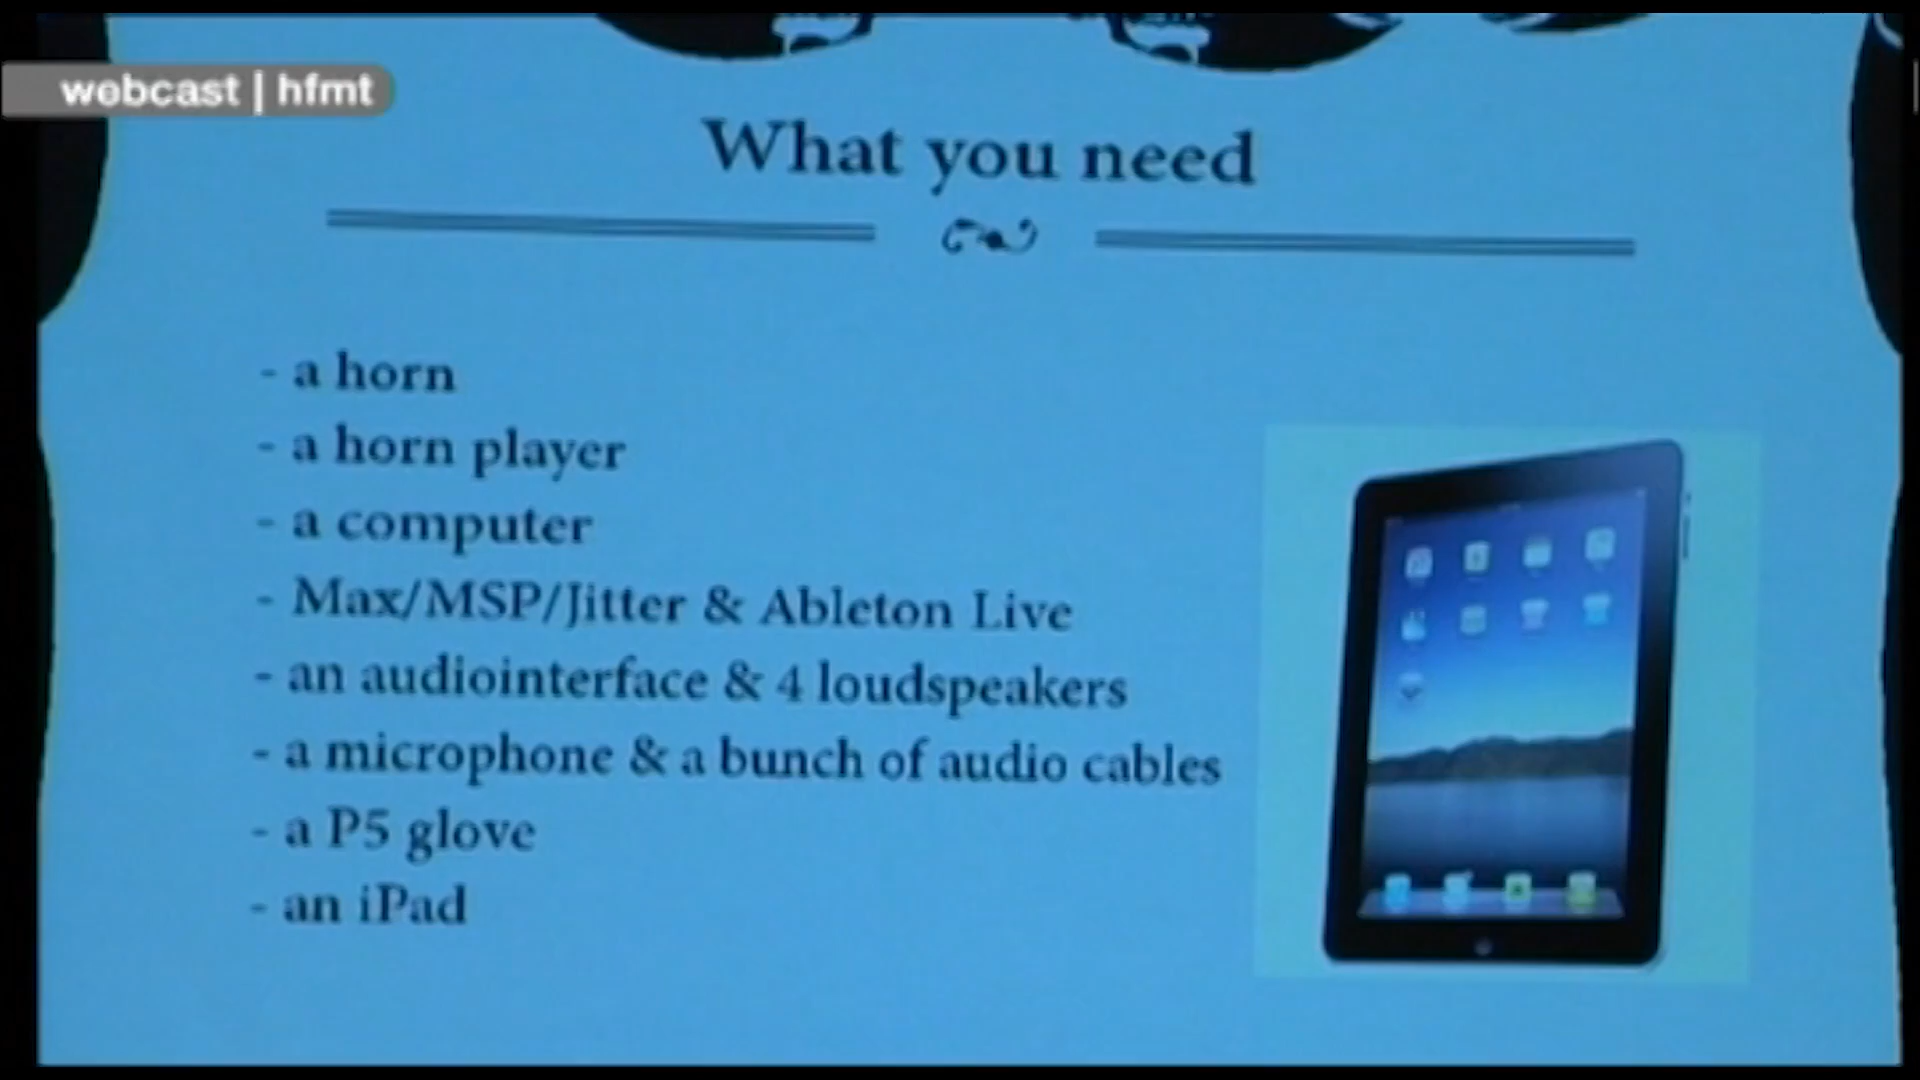 webcast | hfmt
What you need
- a horn
- a horn player
- a computer
- Max/MSP/Jitter & Ableton Live
- an audiointerface & 4 loudspeakers
- a microphone & a bunch of audio cables
- a P5 glove
- an iPad